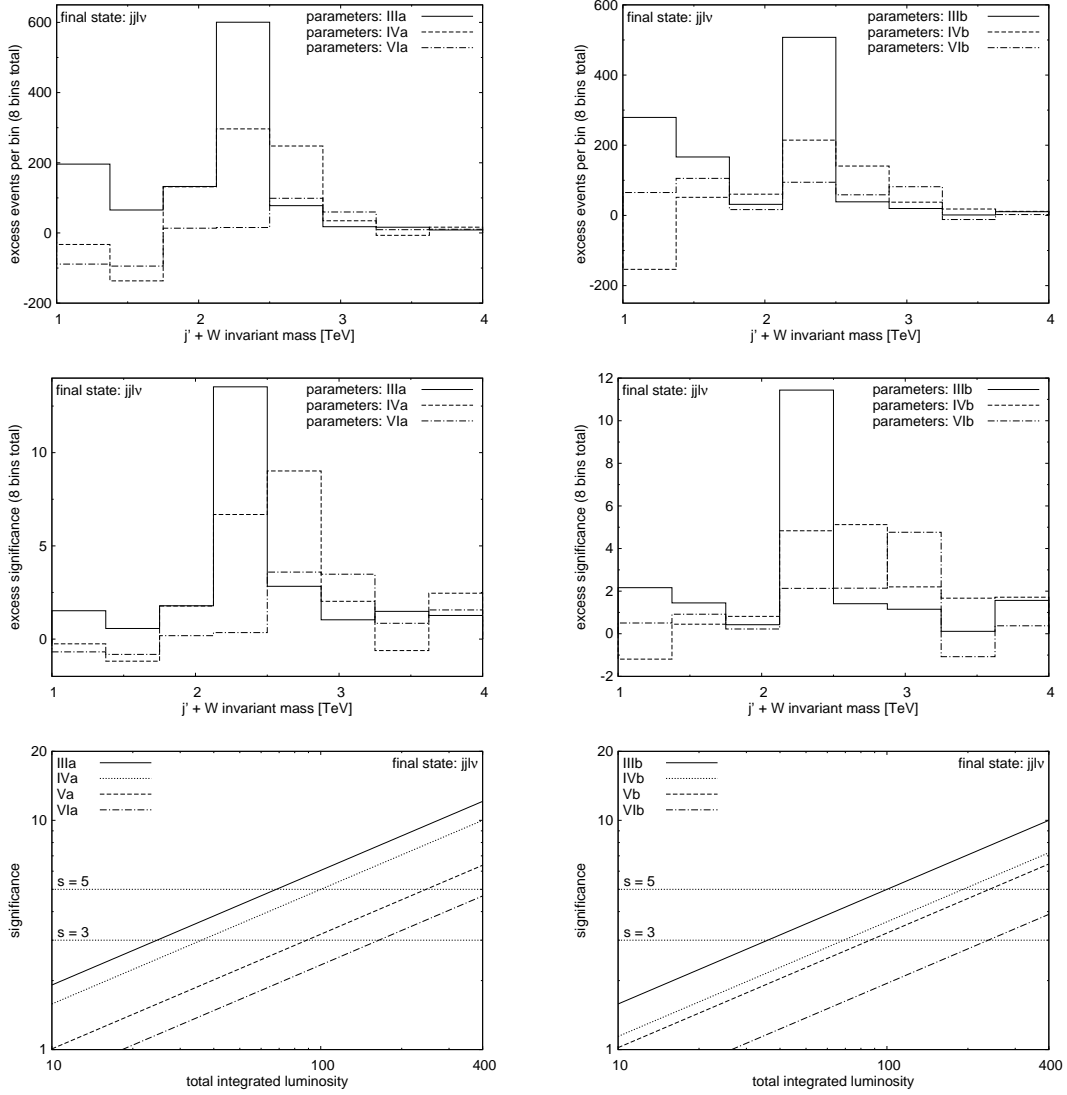 final state: jjlν
parameters: IIIa
parameters: IVa
parameters: VIa
excess events per bin (8 bins total)
600
400
200
0
-200
1 2 3 4
j' + W invariant mass [TeV]
final state: jjlν
parameters: IIIb
parameters: IVb
parameters: VIb
excess events per bin (8 bins total)
600
400
200
0
-200
1 2 3 4
j' + W invariant mass [TeV]
final state: jjlν
parameters: IIIa
parameters: IVa
parameters: VIa
excess significance (8 bins total)
10
5
0
1 2 3 4
j' + W invariant mass [TeV]
final state: jjlν
parameters: IIIb
parameters: IVb
parameters: VIb
excess significance (8 bins total)
12
10
8
6
4
2
0
-2
1 2 3 4
j' + W invariant mass [TeV]
IIIa
IVa
Va
VIa
final state: jjlν
significance
20
10
1
s = 5
s = 3
10 100 400
total integrated luminosity
IIIb
IVb
Vb
VIb
final state: jjlν
significance
20
10
1
s = 5
s = 3
10 100 400
total integrated luminosity